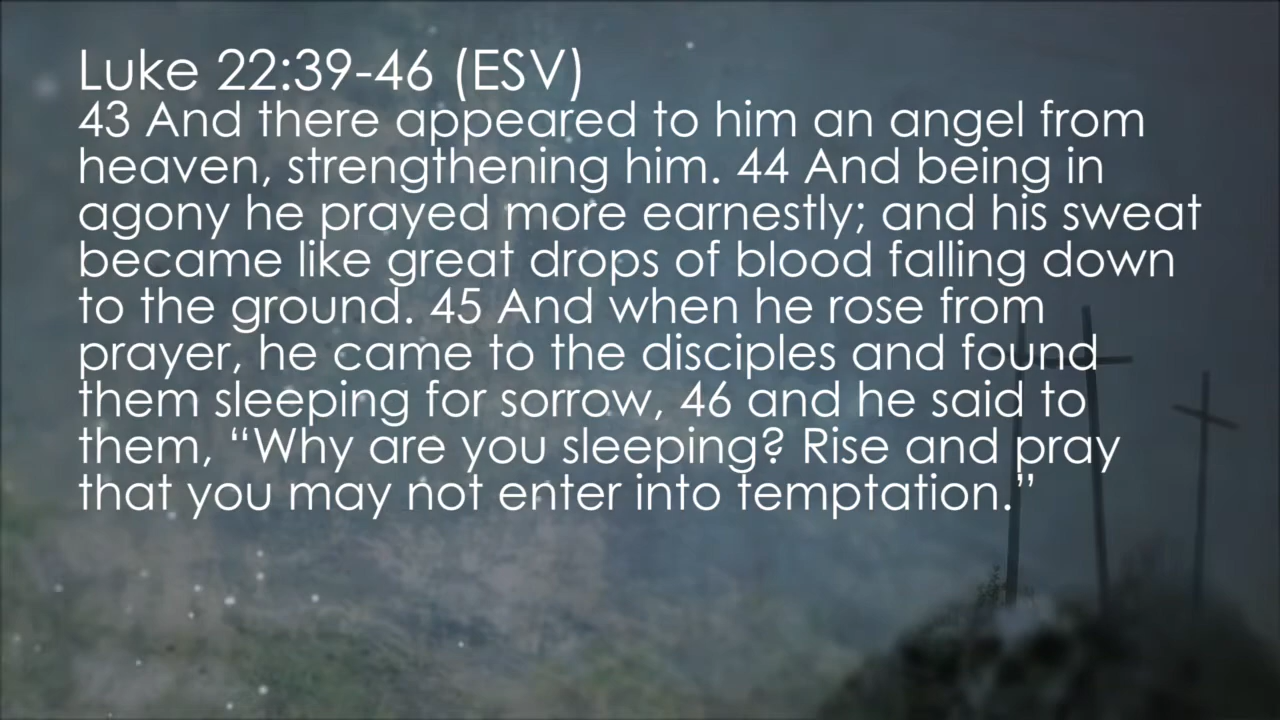 Luke 22:39-46 (ESV)
43 And there appeared to him an angel from
heaven, strengthening him. 44 And being in
agony he prayed more earnestly; and his sweat
became like great drops of blood falling down
to the ground. 45 And when he rose from
prayer, he came to the disciples and found
them sleeping for sorrow, 46 and he said to
them, “Why are you sleeping? Rise and pray
that you may not enter into temptation.”